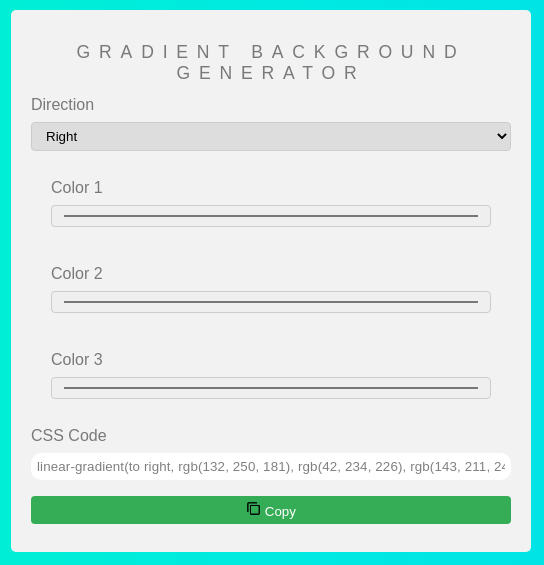 GRADIENT BACKGROUND
GENERATOR
Direction
Right
Color 1
Color 2
Color 3
CSS Code
linear-gradient(to right, rgb(132, 250, 181), rgb(42, 234, 226), rgb(143, 211, 24
Copy